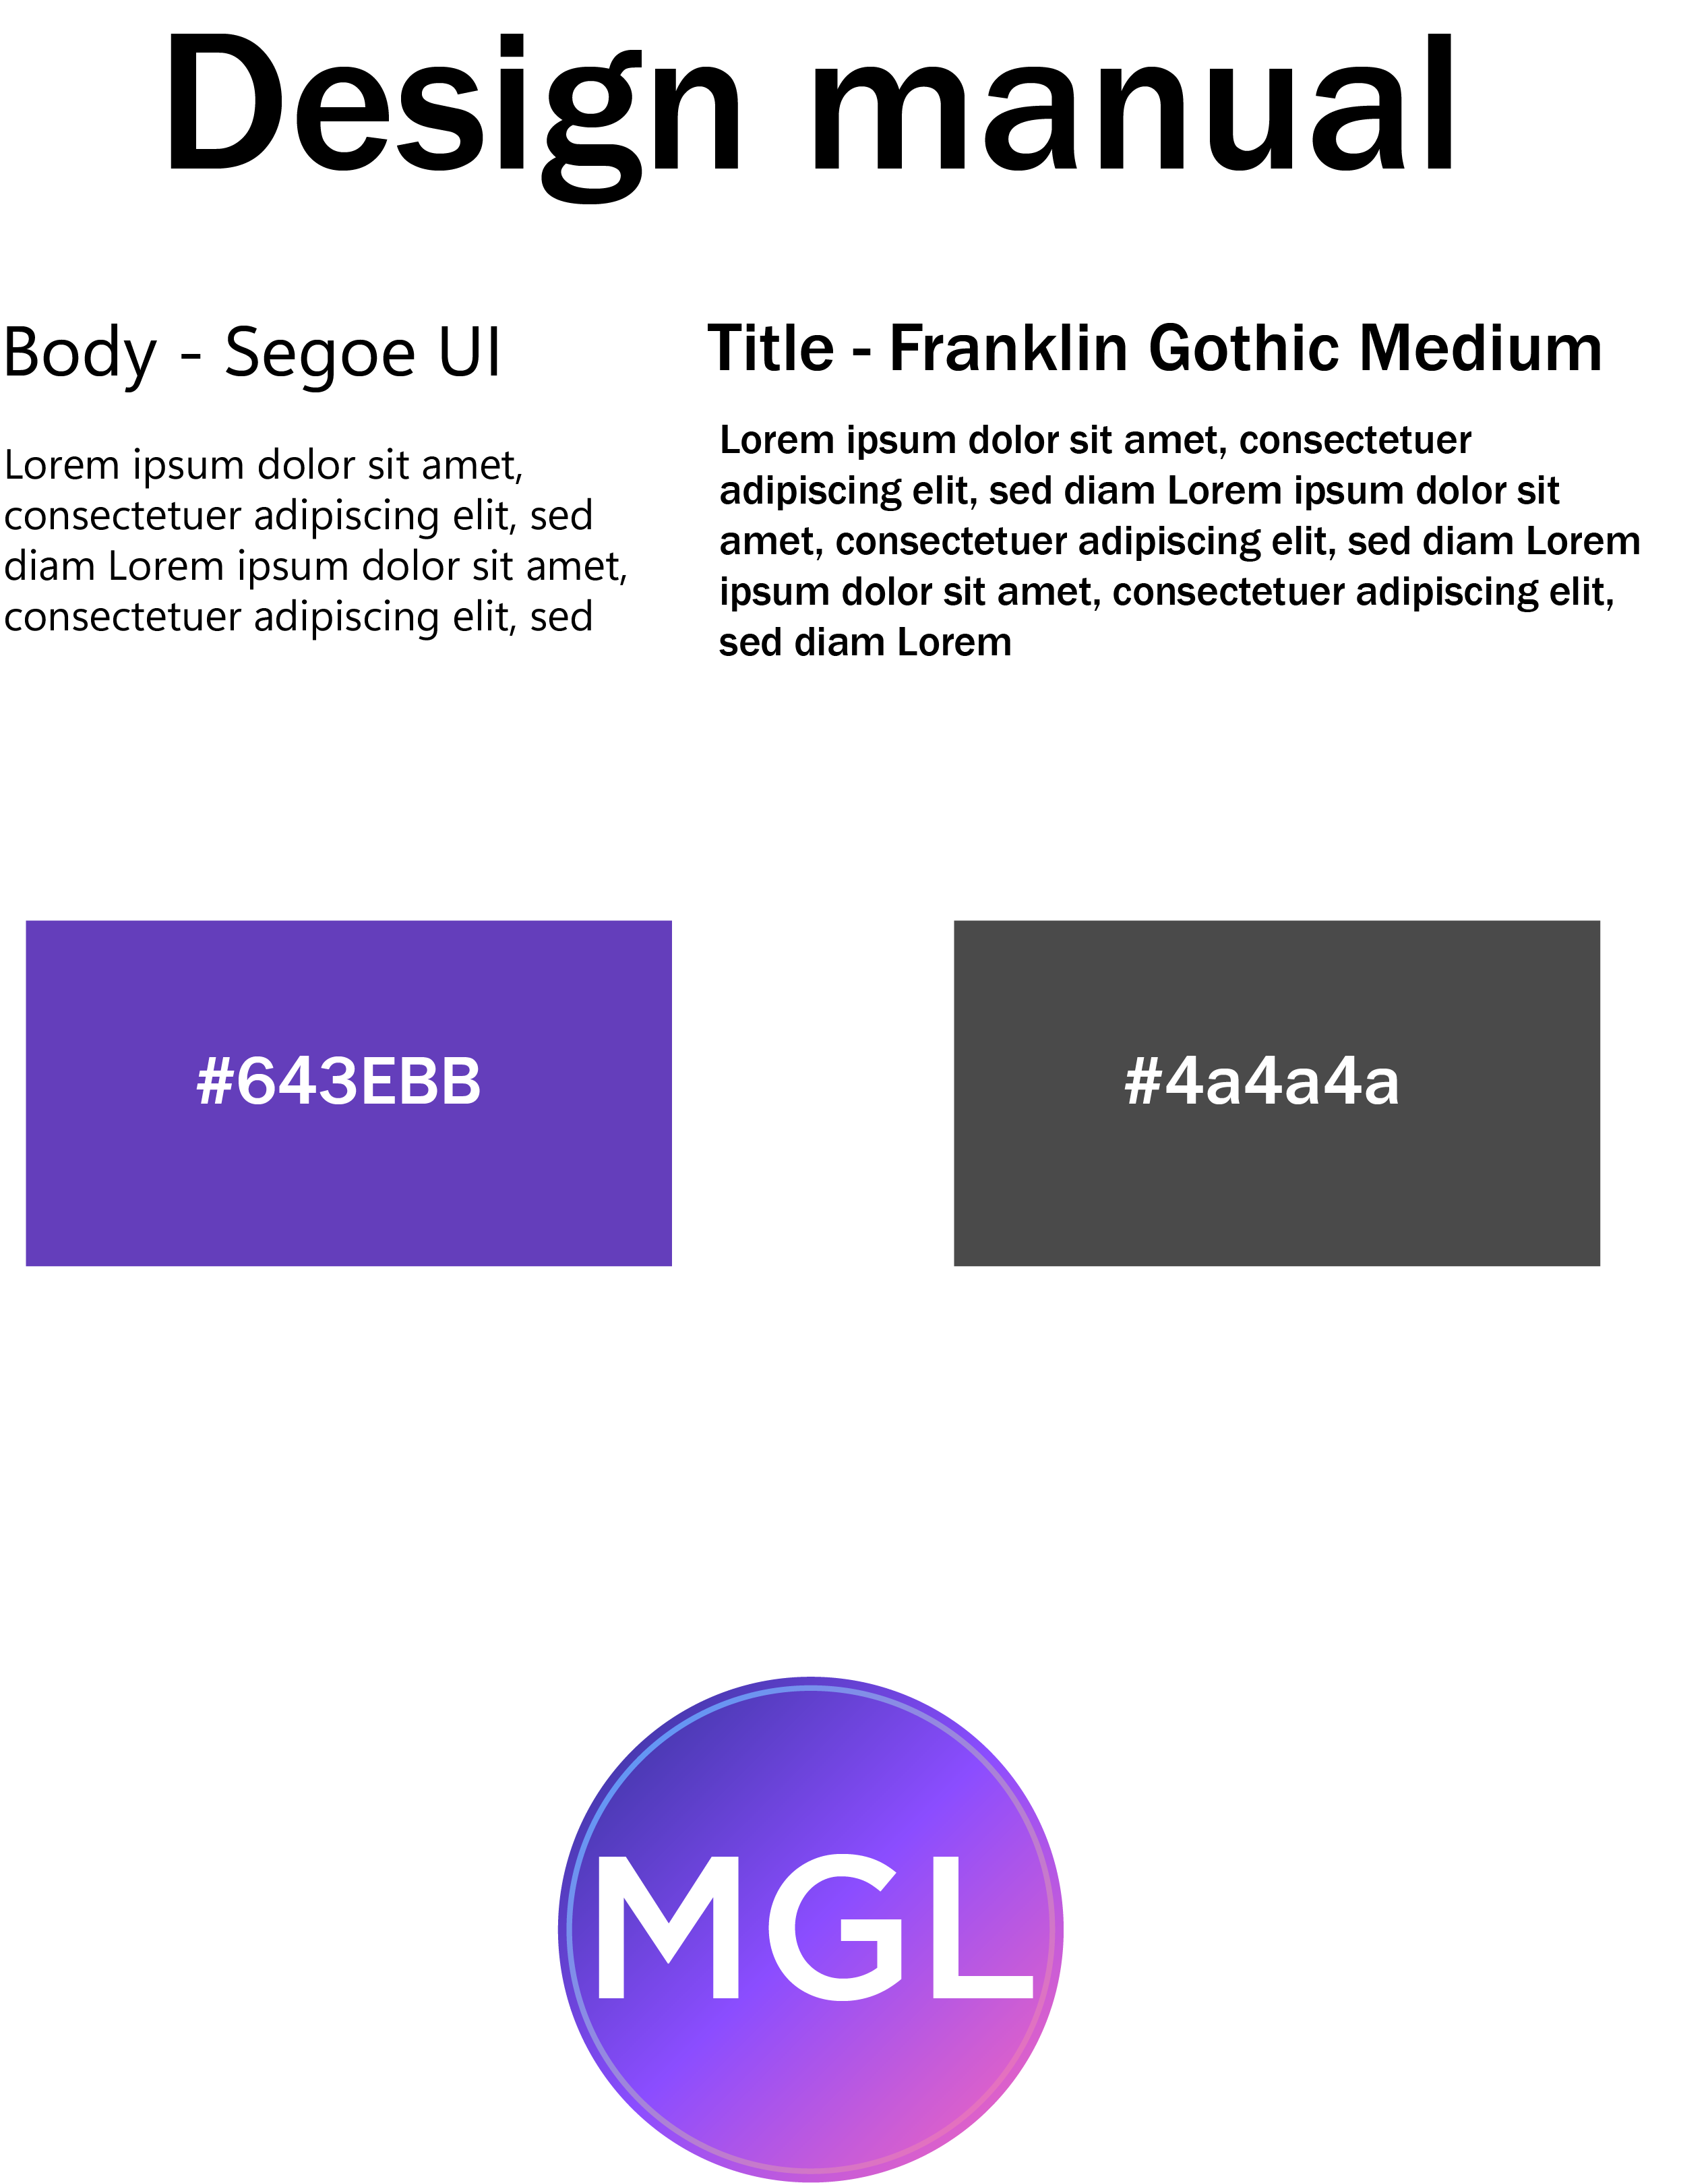 Design manual
Body - Segoe UI
Lorem ipsum dolor sit amet,
consectetuer adipiscing elit, sed
diam Lorem ipsum dolor sit amet,
consectetuer adipiscing elit, sed
Title - Franklin Gothic Medium
Lorem ipsum dolor sit amet, consectetuer
adipiscing elit, sed diam Lorem ipsum dolor sit
amet, consectetuer adipiscing elit, sed diam Lorem
ipsum dolor sit amet, consectetuer adipiscing elit,
sed diam Lorem
#643EBB
#4a4a4a
MGL